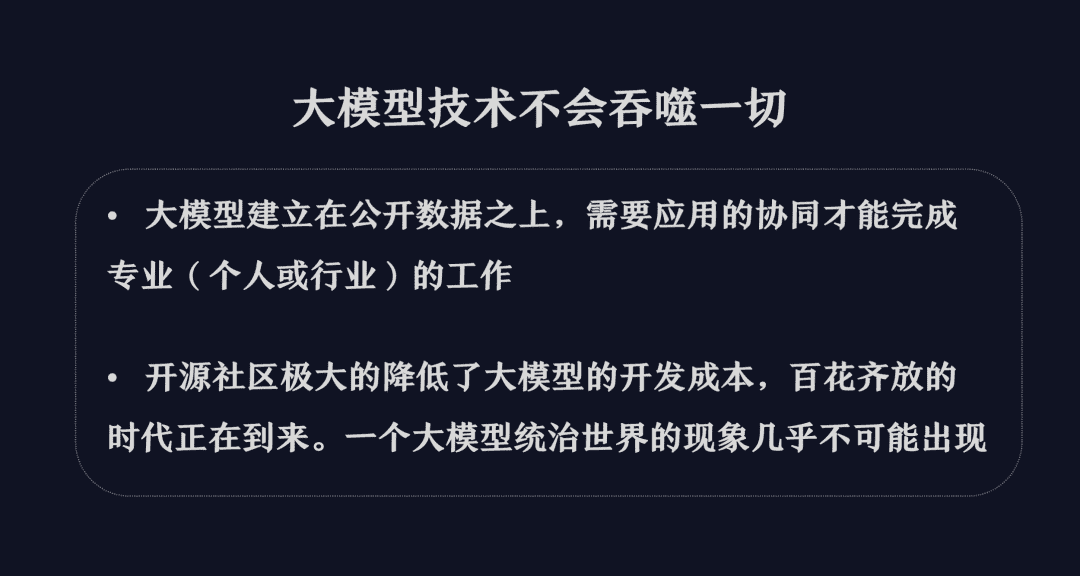 大模型技术不会吞噬一切
• 大模型建立在公开数据之上，需要应用的协同才能完成
专业（个人或行业）的工作
• 开源社区极大的降低了大模型的开发成本，百花齐放的
时代正在到来。一个大模型统治世界的现象几乎不可能出现